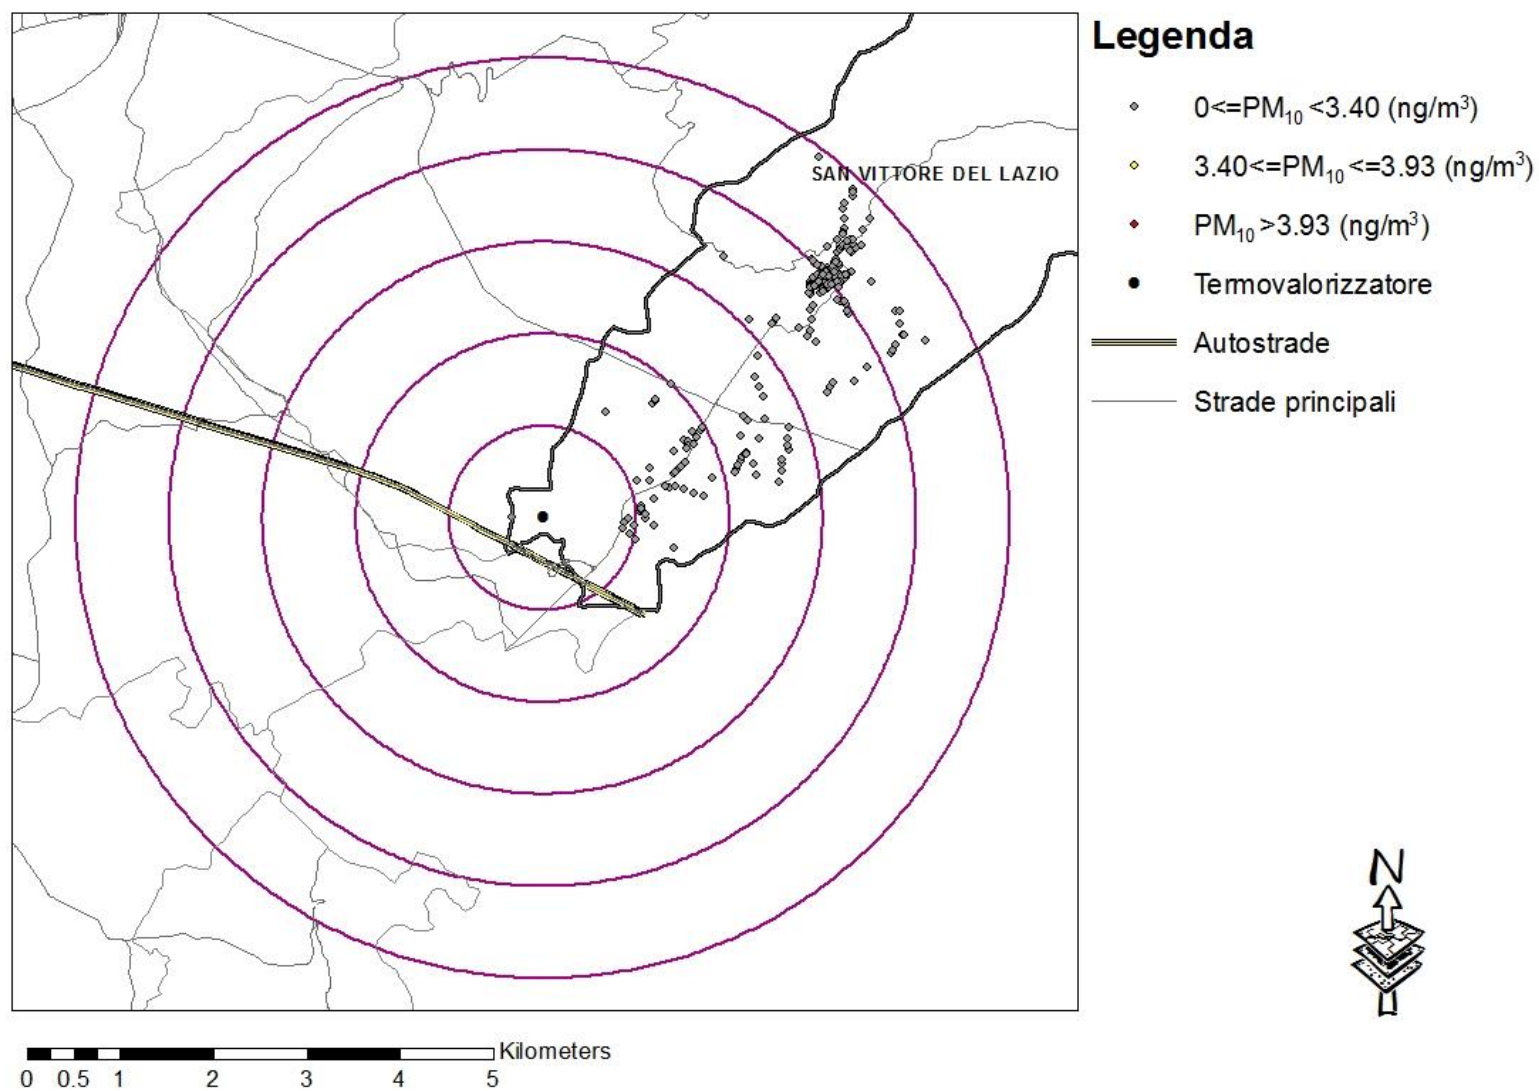 Legenda
0<=PM10 <3.40 (ng/m³)
3.40<=PM10 <=3.93 (ng/m³)
PM10 >3.93 (ng/m³)
Termovalorizzatore
Autostrade
Strade principali
SAN VITTORE DEL LAZIO
N
Kilometers
0 0.5 1 2 3 4 5